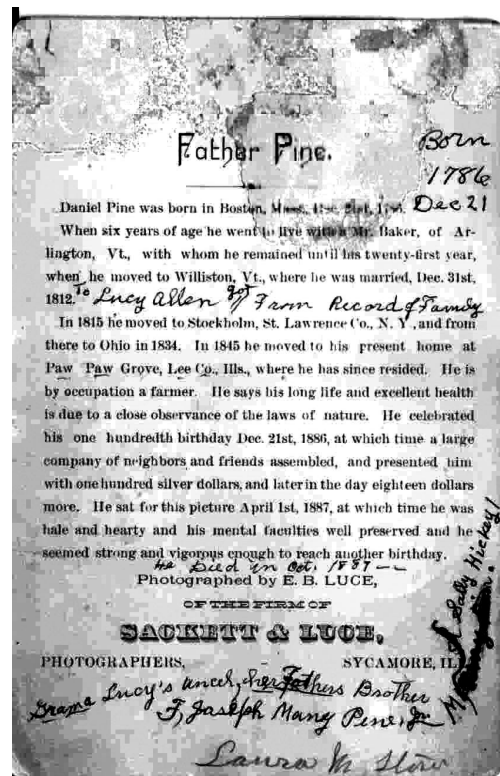 Father Pine.
Born
1786
Dec 21
Daniel Pine was born in Boston, Mass., Dec. 21st, 1786.
When six years of age he went to live with a Mr. Baker, of Ar-
lington, Vt., with whom he remained until his twenty-first year,
when he moved to Williston, Vt., where he was married, Dec. 31st,
1812. To Lucy Allen got From Record of Family
In 1815 he moved to Stockholm, St. Lawrence Co., N. Y, and from
there to Ohio in 1834. In 1845 he moved to his present home at
Paw Paw Grove, Lee Co., Ills., where he has since resided. He is
by occupation a farmer. He says his long life and excellent health
is due to a close observance of the laws of nature. He celebrated
his one hundredth birthday Dec. 21st, 1886, at which time a large
company of neighbors and friends assembled, and presented him
with one hundred silver dollars, and later in the day eighteen dollars
more. He sat for this picture April 1st, 1887, at which time he was
hale and hearty and his mental faculties well preserved and he
seemed strong and vigorous enough to reach another birthday.
He Died in Oct. 1887
Photographed by E. B. LUCE,
OF THE FIRM OF
SACKETT & LUCE,
PHOTOGRAPHERS, SYCAMORE, ILL
Grama Lucy's uncel, her Fathers Brother
F, Joseph Many Pine, Jr
Sally Hickey!
Laura M